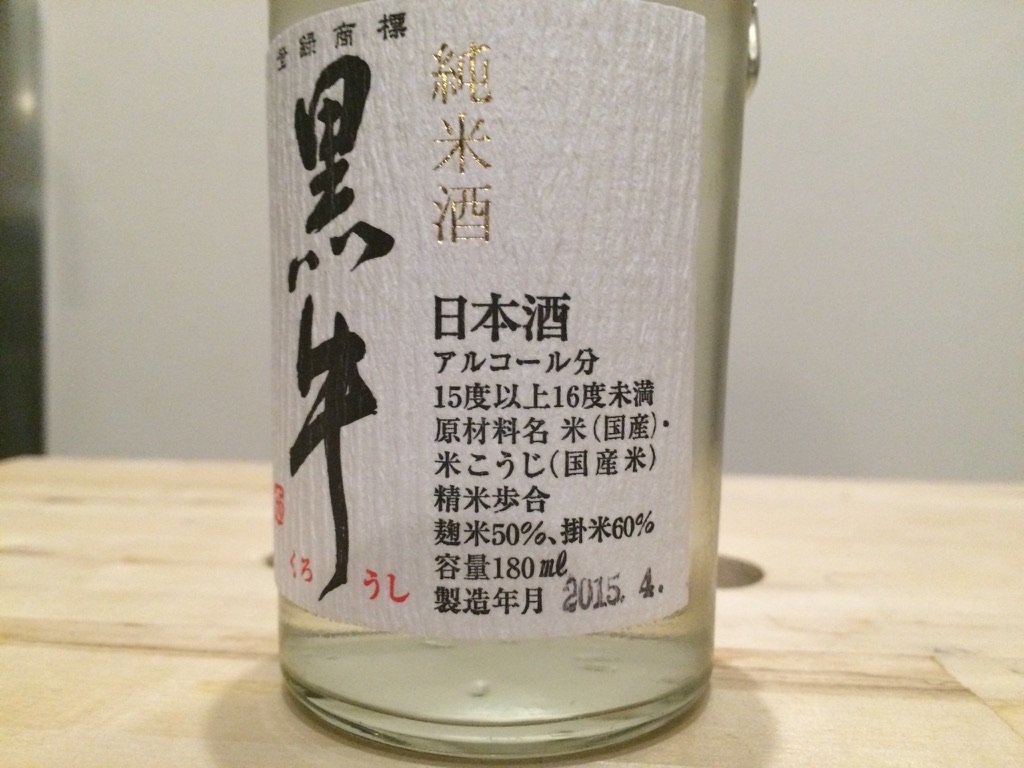 登録商標
黒牛
くろうし
純米酒
日本酒
アルコール分
15度以上16度未満
原材料名 米(国産)・
米こうじ(国産米)
精米歩合
麹米50%、掛米60%
容量180ml
製造年月 2015. 4.